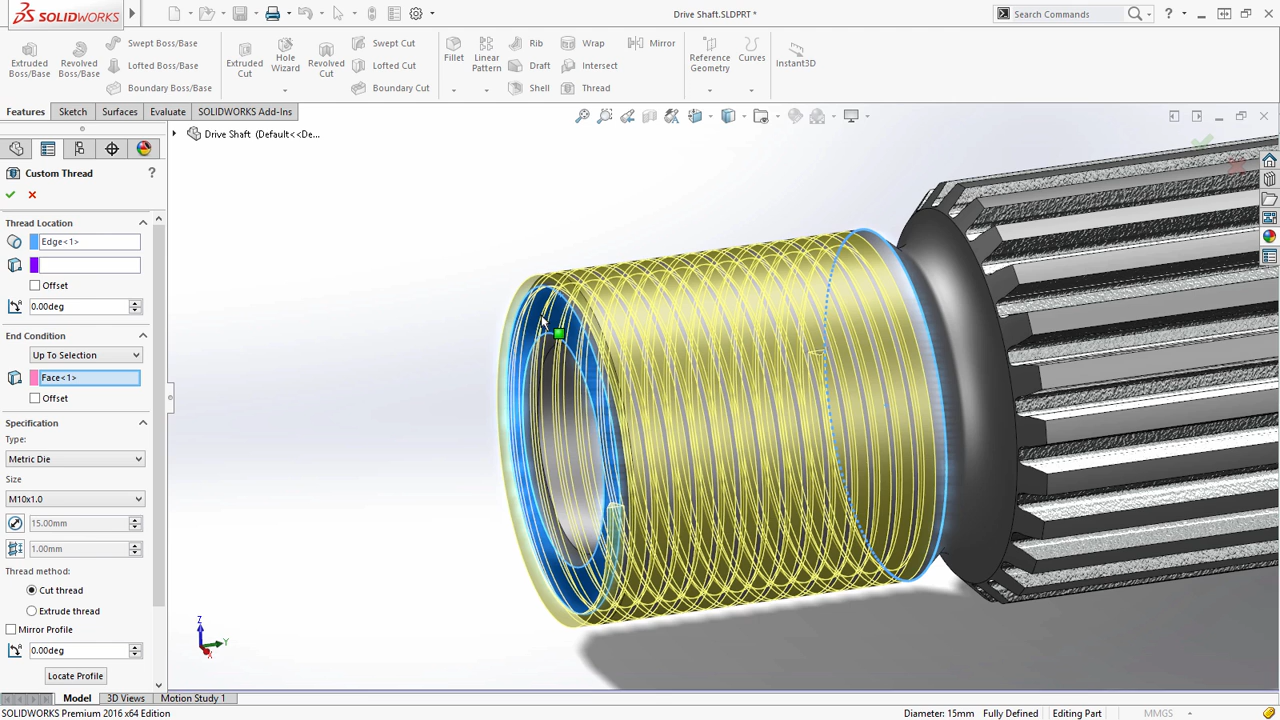 SOLIDWORKS
Drive Shaft.SLDPRT *
Search Commands
?
Extruded
Boss/Base
Revolved
Boss/Base
Swept Boss/Base
Lofted Boss/Base
Boundary Boss/Base
Extruded
Cut
Hole
Wizard
Revolved
Cut
Swept Cut
Lofted Cut
Boundary Cut
Fillet
Linear
Pattern
Rib
Draft
Shell
Wrap
Intersect
Thread
Mirror
Reference
Geometry
Curves
Instant3D
Features
Sketch
Surfaces
Evaluate
SOLIDWORKS Add-Ins
Drive Shaft (Default<<De...
Custom Thread
?
Thread Location
Edge<1>
Offset
0.00deg
End Condition
Up To Selection
Face<1>
Offset
Specification
Type:
Metric Die
Size
M10x1.0
15.00mm
1.00mm
Thread method:
Cut thread
Extrude thread
Mirror Profile
0.00deg
Locate Profile
Z
Y
X
Model
3D Views
Motion Study 1
SOLIDWORKS Premium 2016 x64 Edition
Diameter: 15mm
Fully Defined
Editing Part
MMGS